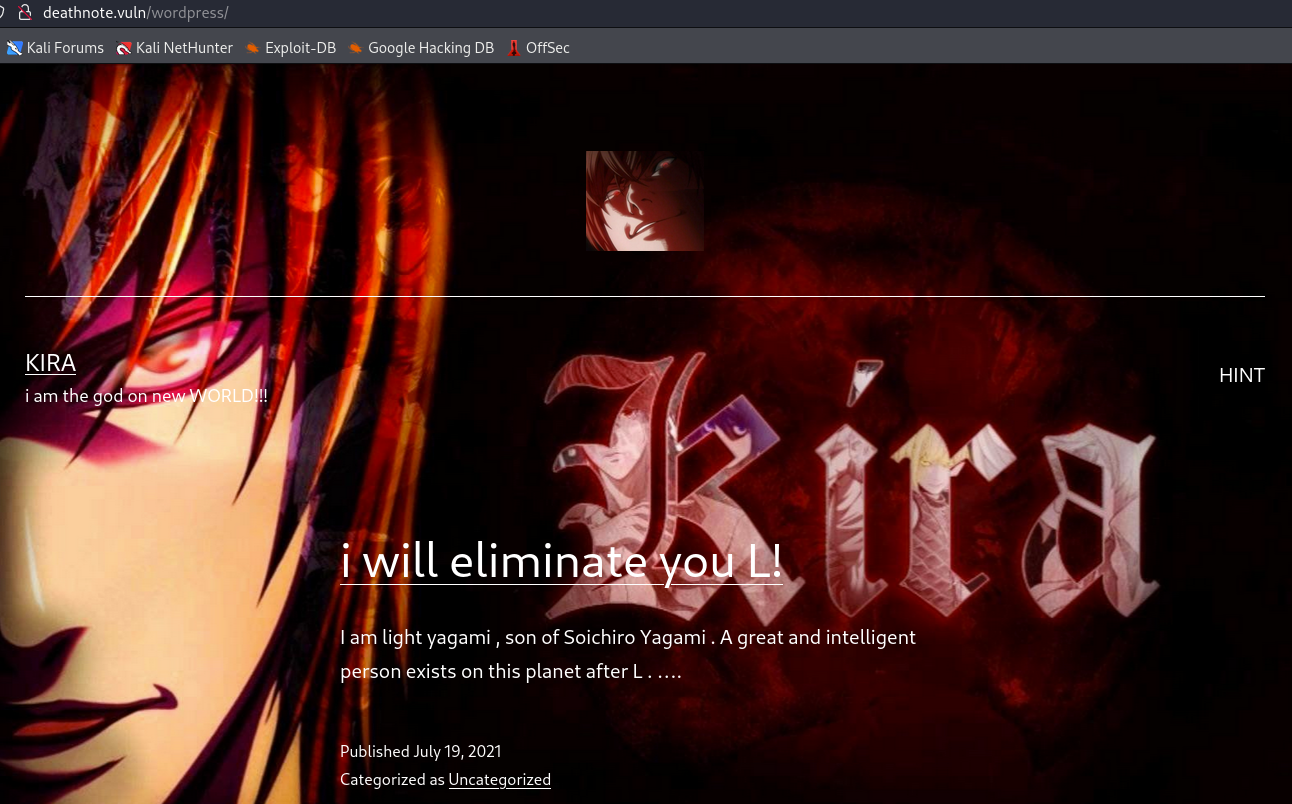 deathnote.vuln/wordpress/
Kali Forums Kali NetHunter Exploit-DB Google Hacking DB OffSec
KIRA
HINT
i am the god on new WORLD!!!
Kira
i will eliminate you L!
I am light yagami , son of Soichiro Yagami . A great and intelligent
person exists on this planet after L . ….
Published July 19, 2021
Categorized as Uncategorized